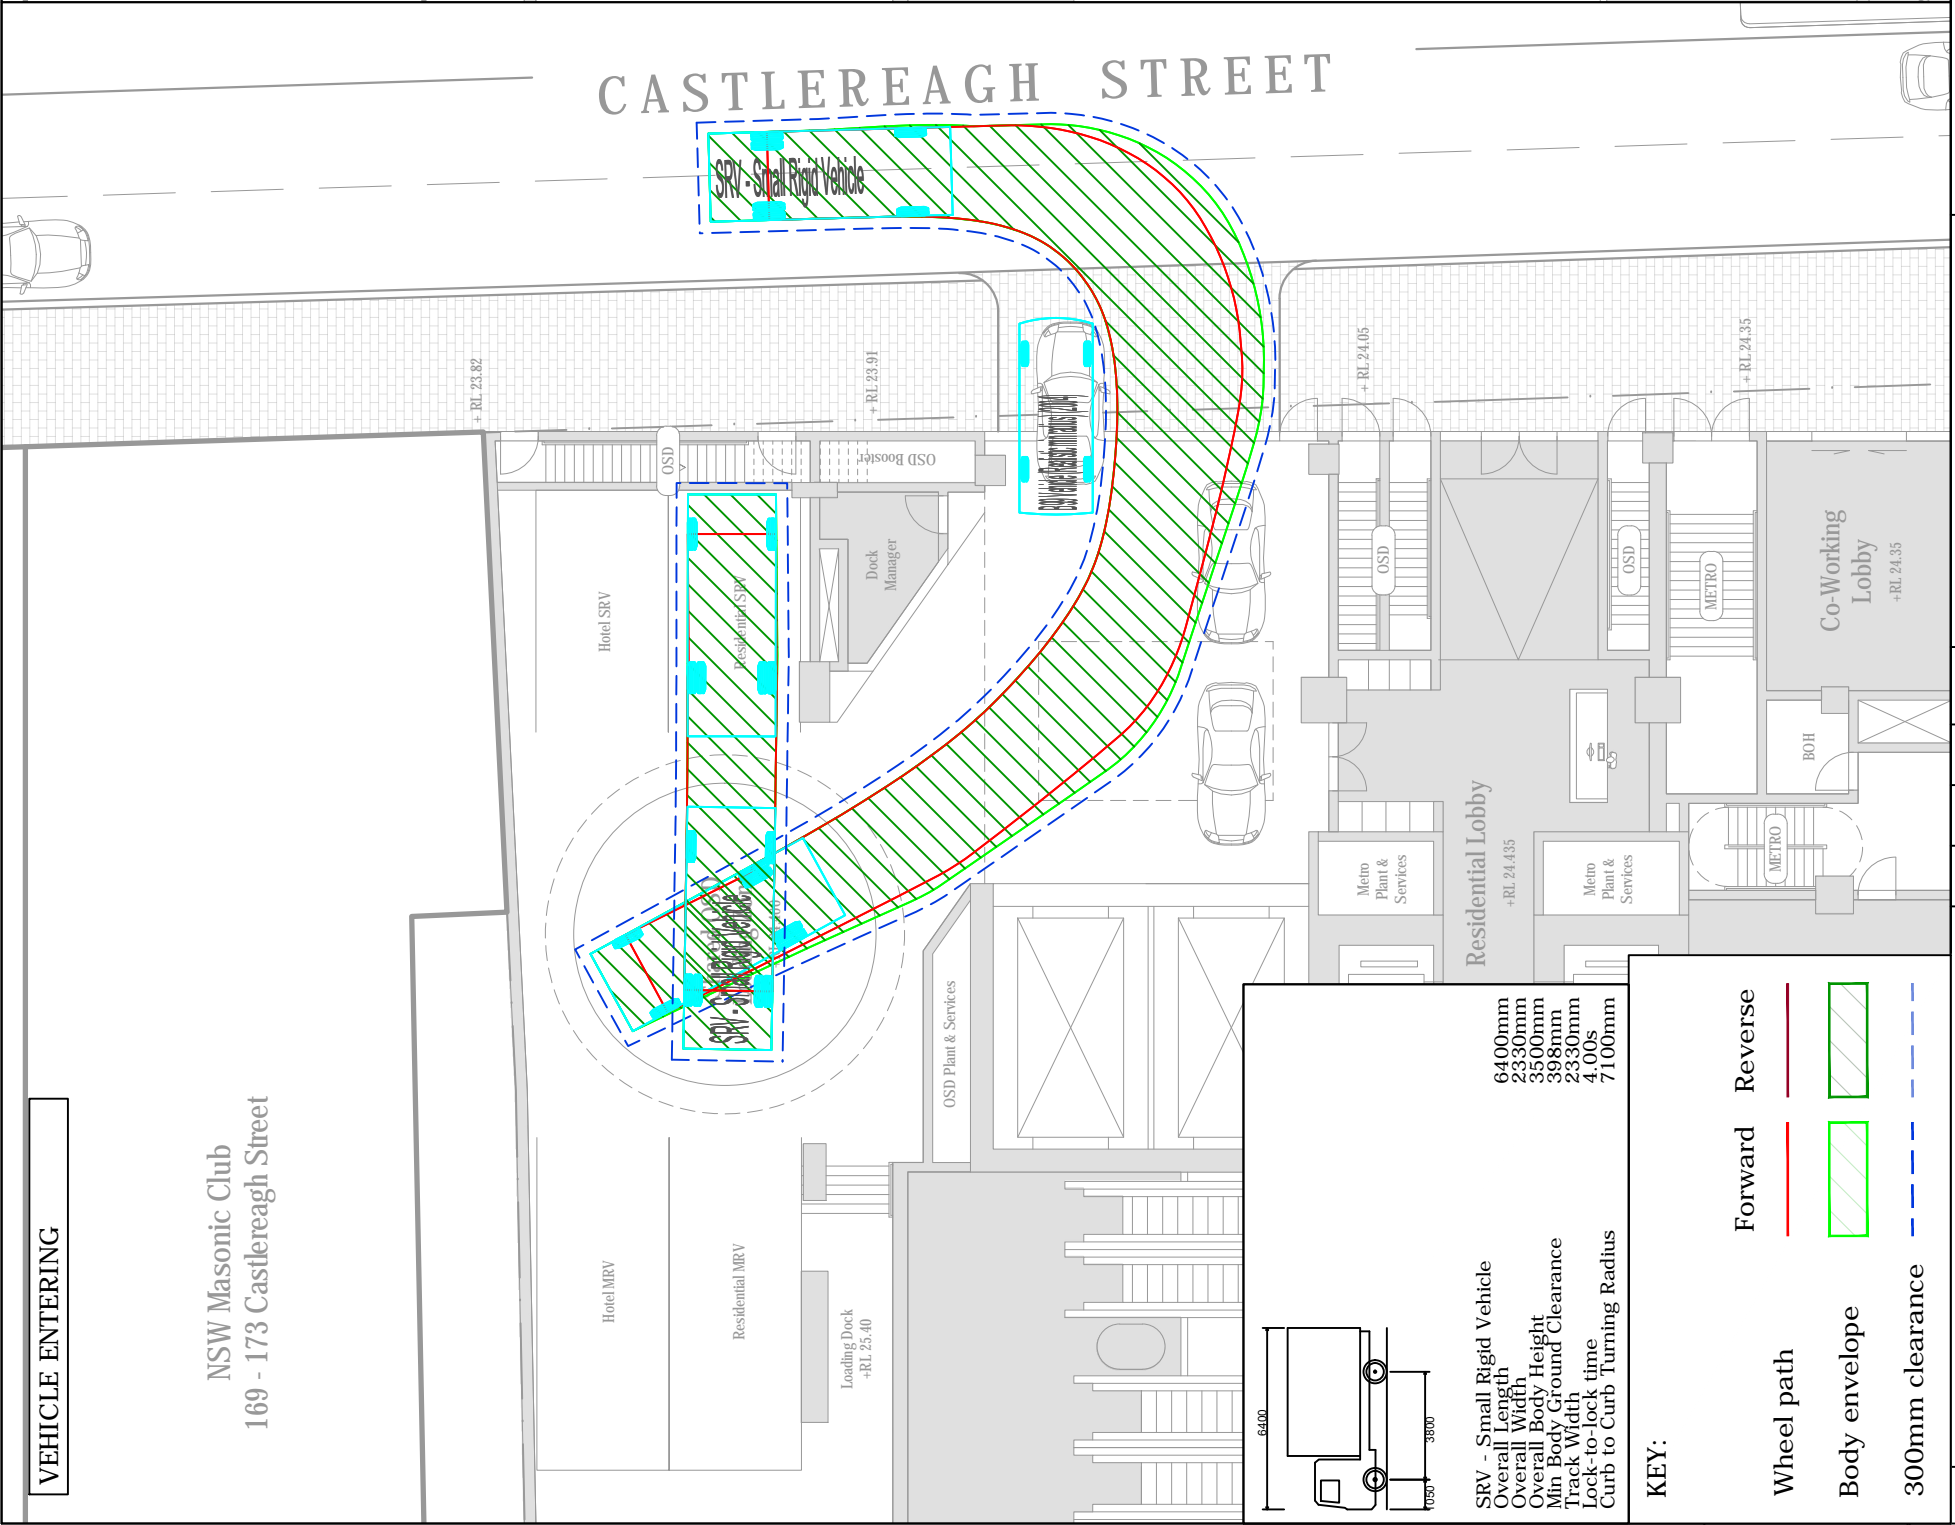 CASTLEREAGH STREET
SRV - Small Rigid Vehicle
+ RL 23.82
+ RL 23.91
+ RL 24.05
+ RL 24.35
OSD
OSD Booster
Dock
Manager
Hotel SRV
Residential SRV
OSD
OSD
METRO
Co-Working
Lobby
+RL 24.35
BOH
METRO
Residential Lobby
+RL 24.435
Metro
Plant &
Services
Metro
Plant &
Services
SRV - Small Rigid Vehicle
OSD Plant & Services
VEHICLE ENTERING
NSW Masonic Club
169 - 173 Castlereagh Street
Hotel MRV
Residential MRV
Loading Dock
+RL 25.40
6400
1050
3800
SRV - Small Rigid Vehicle
Overall Length 6400mm
Overall Width 2330mm
Overall Body Height 3500mm
Min Body Ground Clearance 398mm
Track Width 2330mm
Lock-to-lock time 4.00s
Curb to Curb Turning Radius 7100mm
KEY:
Forward Reverse
Wheel path
Body envelope
300mm clearance